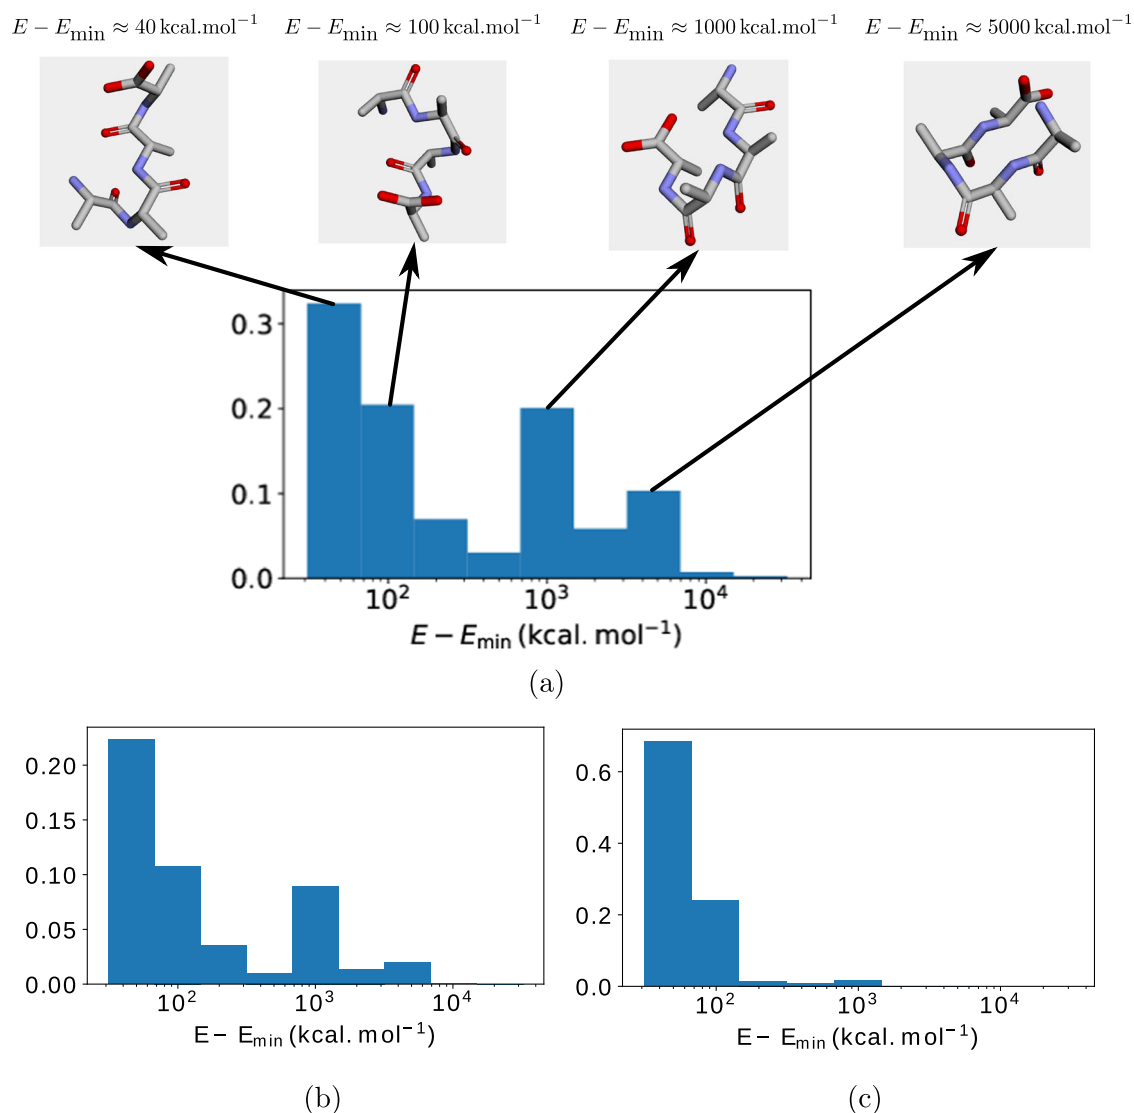 E − E_min ≈ 40 kcal.mol⁻¹ E − E_min ≈ 100 kcal.mol⁻¹ E − E_min ≈ 1000 kcal.mol⁻¹ E − E_min ≈ 5000 kcal.mol⁻¹
0.3
0.2
0.1
0.0
10² 10³ 10⁴
E − E_min (kcal. mol⁻¹)
(a)
0.20
0.15
0.10
0.05
0.00
10² 10³ 10⁴
E− E_min (kcal. mol⁻¹)
(b)
0.6
0.4
0.2
0.0
10² 10³ 10⁴
E− E_min (kcal. mol⁻¹)
(c)